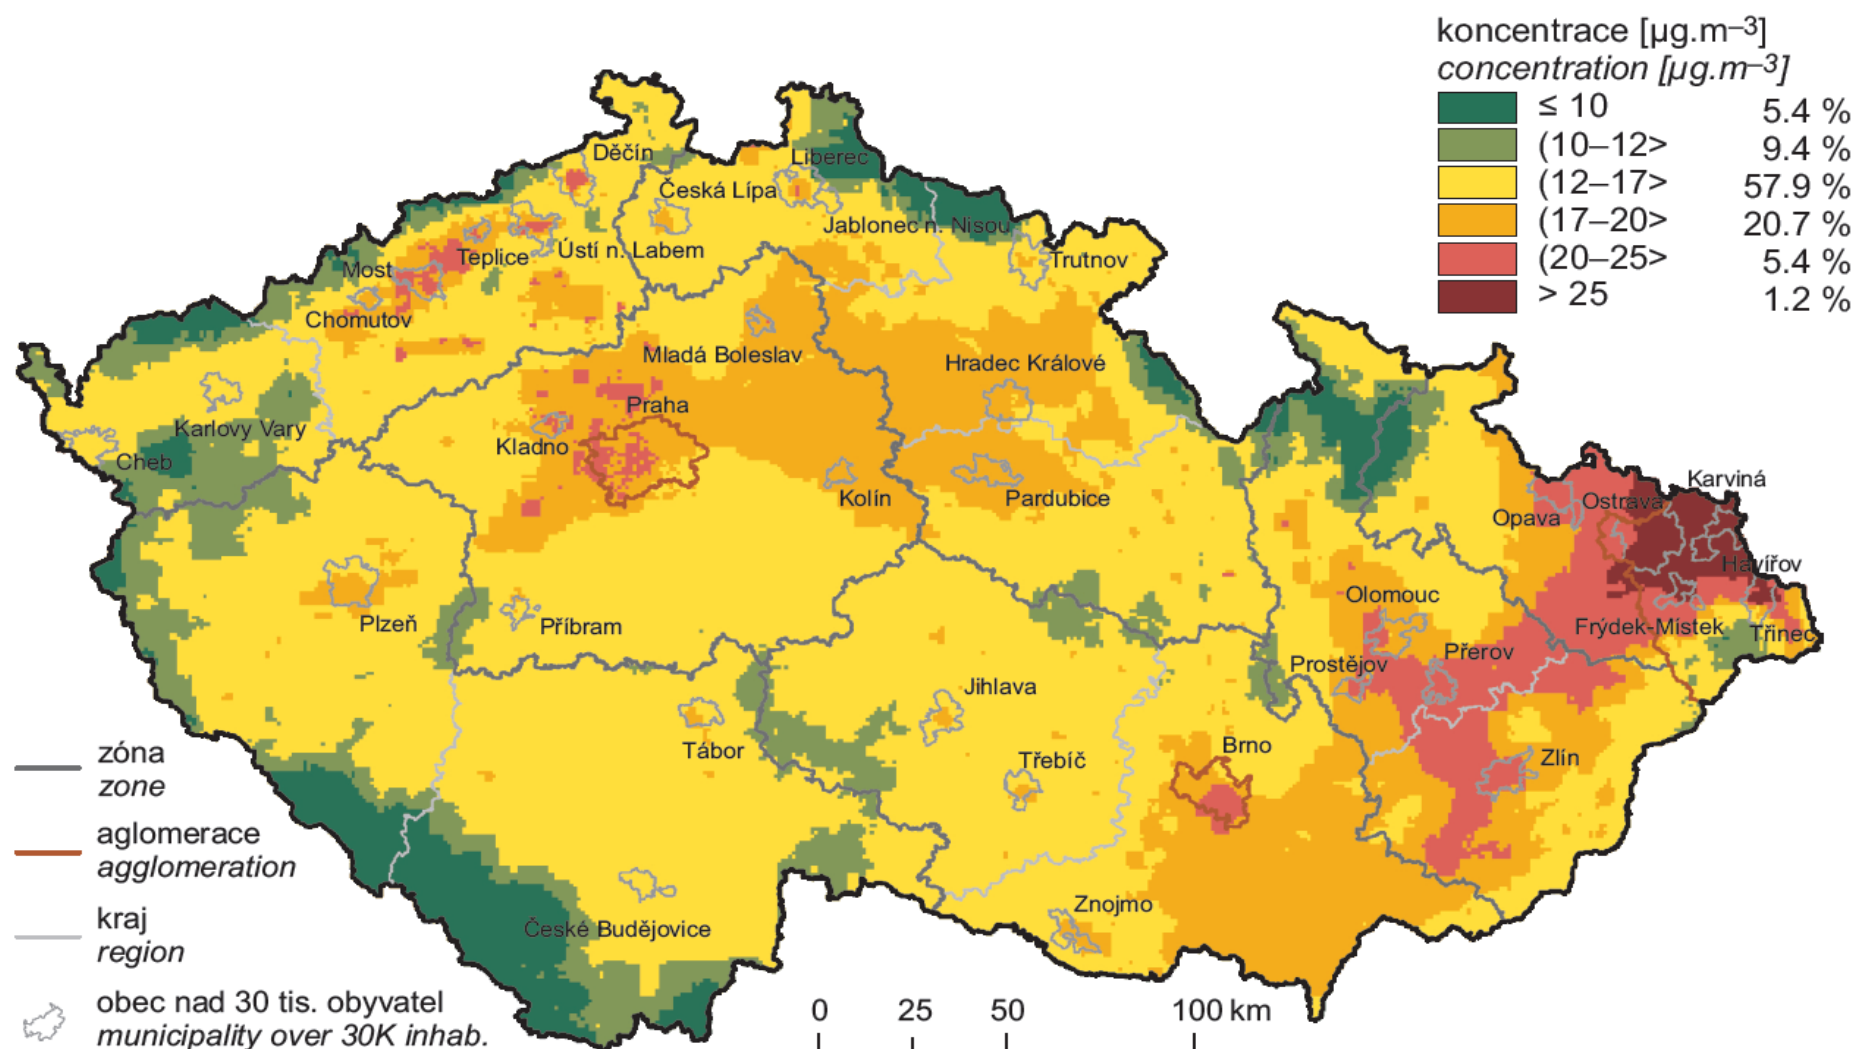 koncentrace [µg.m–3]
concentration [µg.m–3]
≤ 10 5.4 %
(10–12> 9.4 %
(12–17> 57.9 %
(17–20> 20.7 %
(20–25> 5.4 %
> 25 1.2 %
Děčín
Liberec
Česká Lípa
Jablonec n. Nisou
Ústí n. Labem
Teplice
Most
Trutnov
Chomutov
Mladá Boleslav
Hradec Králové
Praha
Karlovy Vary
Kladno
Cheb
Kolín
Pardubice
Karviná
Ostrava
Opava
Havířov
Olomouc
Plzeň
Příbram
Frýdek-Místek
Třinec
Přerov
Prostějov
Jihlava
Tábor
Brno
Třebíč
Zlín
Znojmo
České Budějovice
zóna
zone
aglomerace
agglomeration
kraj
region
obec nad 30 tis. obyvatel
municipality over 30K inhab.
0 25 50 100 km